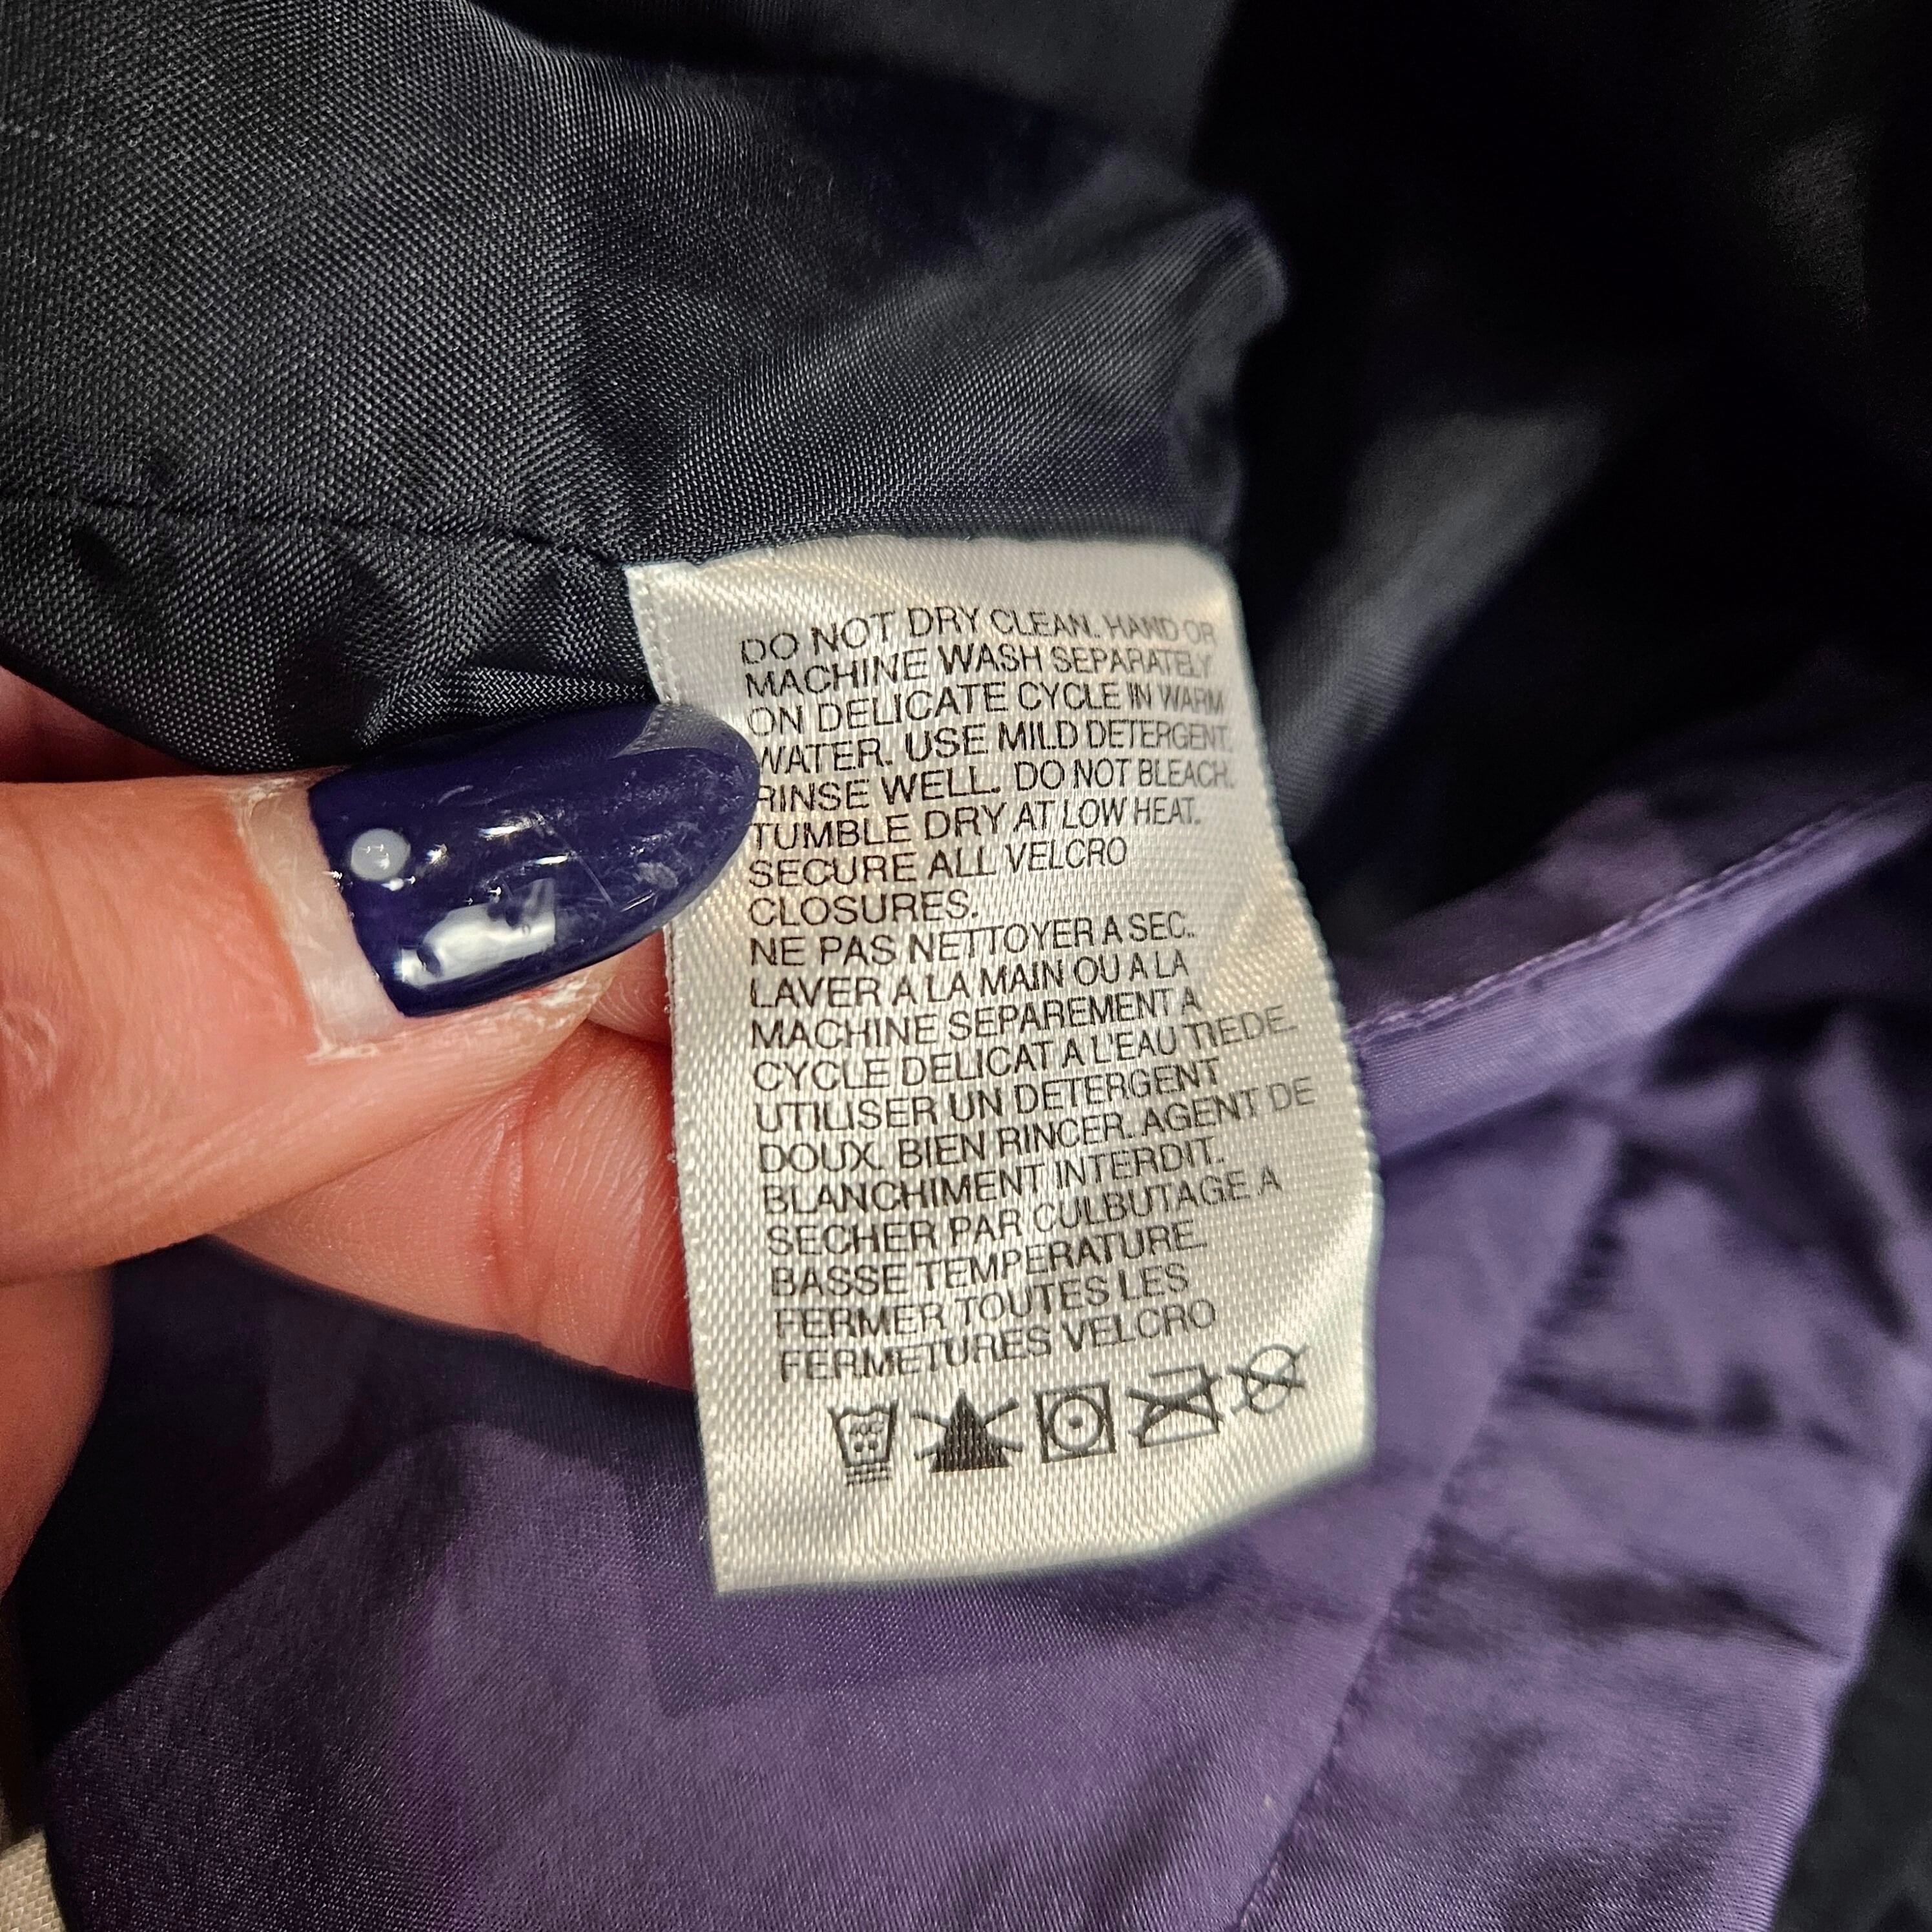 DO NOT DRY CLEAN. HAND OR
MACHINE WASH SEPARATELY
ON DELICATE CYCLE IN WARM
WATER. USE MILD DETERGENT.
RINSE WELL. DO NOT BLEACH.
TUMBLE DRY AT LOW HEAT.
SECURE ALL VELCRO
CLOSURES.
NE PAS NETTOYER A SEC.
LAVER A LA MAIN OU A LA
MACHINE SEPAREMENT A
CYCLE DELICAT A L'EAU TIEDE.
UTILISER UN DETERGENT
DOUX. BIEN RINCER. AGENT DE
BLANCHIMENT INTERDIT.
SECHER PAR CULBUTAGE A
BASSE TEMPERATURE.
FERMER TOUTES LES
FERMETURES VELCRO